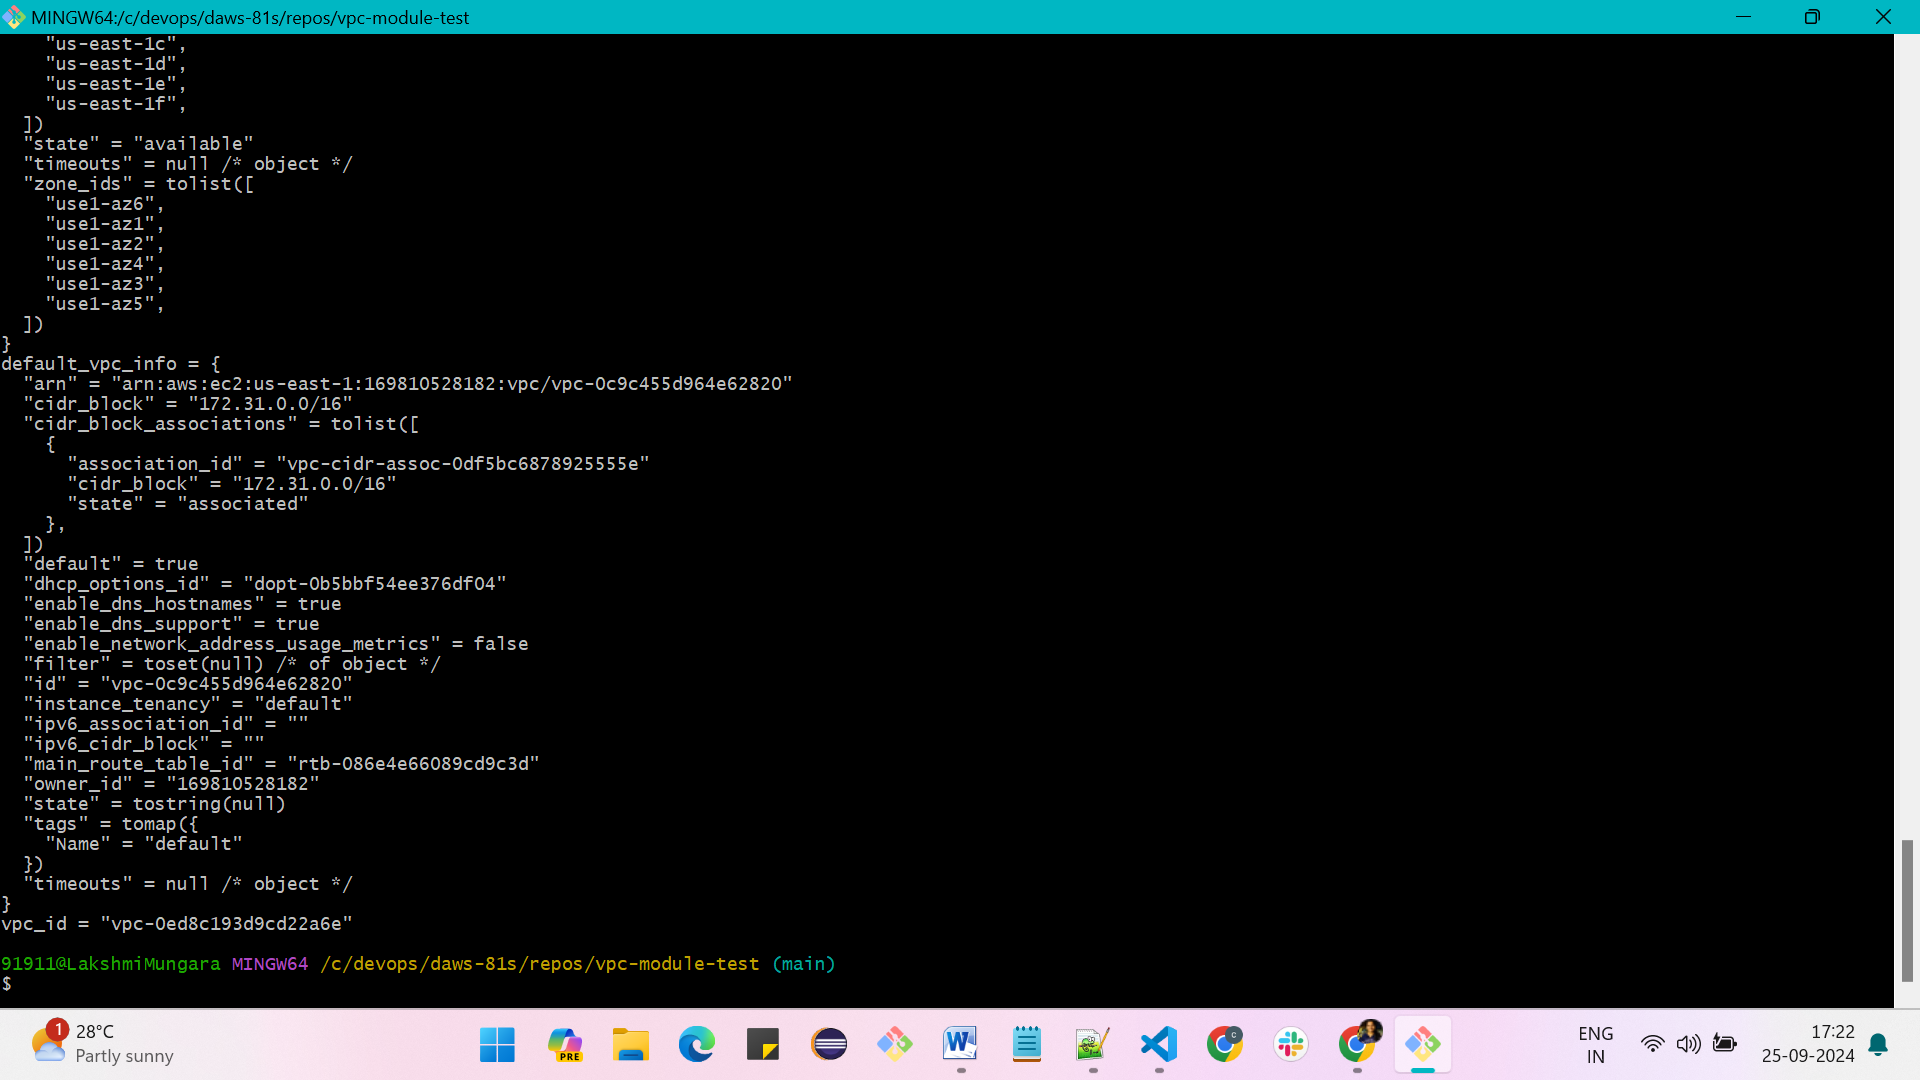 MINGW64:/c/devops/daws-81s/repos/vpc-module-test
    "us-east-1c",
    "us-east-1d",
    "us-east-1e",
    "us-east-1f",
  ])
  "state" = "available"
  "timeouts" = null /* object */
  "zone_ids" = tolist([
    "use1-az6",
    "use1-az1",
    "use1-az2",
    "use1-az4",
    "use1-az3",
    "use1-az5",
  ])
}
default_vpc_info = {
  "arn" = "arn:aws:ec2:us-east-1:169810528182:vpc/vpc-0c9c455d964e62820"
  "cidr_block" = "172.31.0.0/16"
  "cidr_block_associations" = tolist([
    {
      "association_id" = "vpc-cidr-assoc-0df5bc6878925555e"
      "cidr_block" = "172.31.0.0/16"
      "state" = "associated"
    },
  ])
  "default" = true
  "dhcp_options_id" = "dopt-0b5bbf54ee376df04"
  "enable_dns_hostnames" = true
  "enable_dns_support" = true
  "enable_network_address_usage_metrics" = false
  "filter" = toset(null) /* of object */
  "id" = "vpc-0c9c455d964e62820"
  "instance_tenancy" = "default"
  "ipv6_association_id" = ""
  "ipv6_cidr_block" = ""
  "main_route_table_id" = "rtb-086e4e66089cd9c3d"
  "owner_id" = "169810528182"
  "state" = tostring(null)
  "tags" = tomap({
    "Name" = "default"
  })
  "timeouts" = null /* object */
}
vpc_id = "vpc-0ed8c193d9cd22a6e"
91911@LakshmiMungara MINGW64 /c/devops/daws-81s/repos/vpc-module-test (main)
$
1
28°C
Partly sunny
PRE
W
C
ENG
IN
17:22
25-09-2024